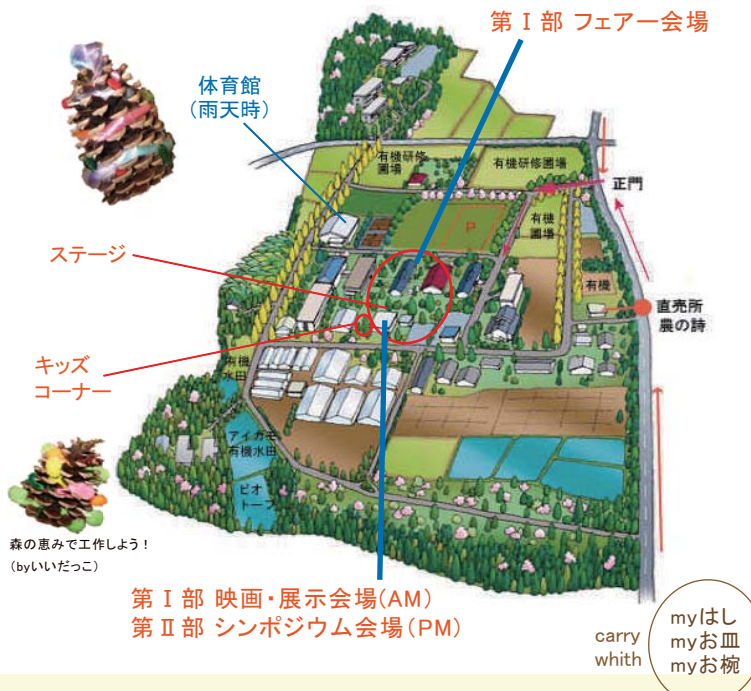 第Ⅰ部 フェアー会場
体育館
(雨天時)
有機研修
圃場
有機研修圃場
正門
P
有機
圃場
ステージ
有機
直売所
農の詩
キッズ
コーナー
有機
水田
アイガモ
有機水田
ビオ
トープ
森の恵みで工作しよう！
(byいいだっこ)
第Ⅰ部 映画・展示会場(AM)
第Ⅱ部 シンポジウム会場(PM)
carry
whith
myはし
myお皿
myお椀